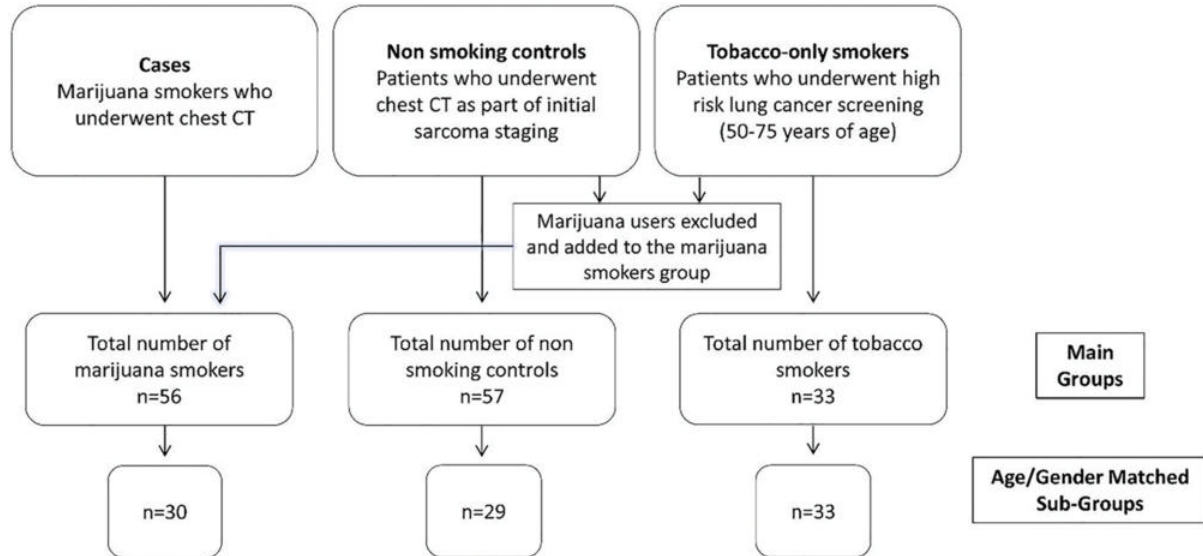 Cases
Marijuana smokers who
underwent chest CT
Non smoking controls
Patients who underwent
chest CT as part of initial
sarcoma staging
Tobacco-only smokers
Patients who underwent high
risk lung cancer screening
(50-75 years of age)
Marijuana users excluded
and added to the marijuana
smokers group
Total number of
marijuana smokers
n=56
Total number of non
smoking controls
n=57
Total number of tobacco
smokers
n=33
Main
Groups
n=30
n=29
n=33
Age/Gender Matched
Sub-Groups